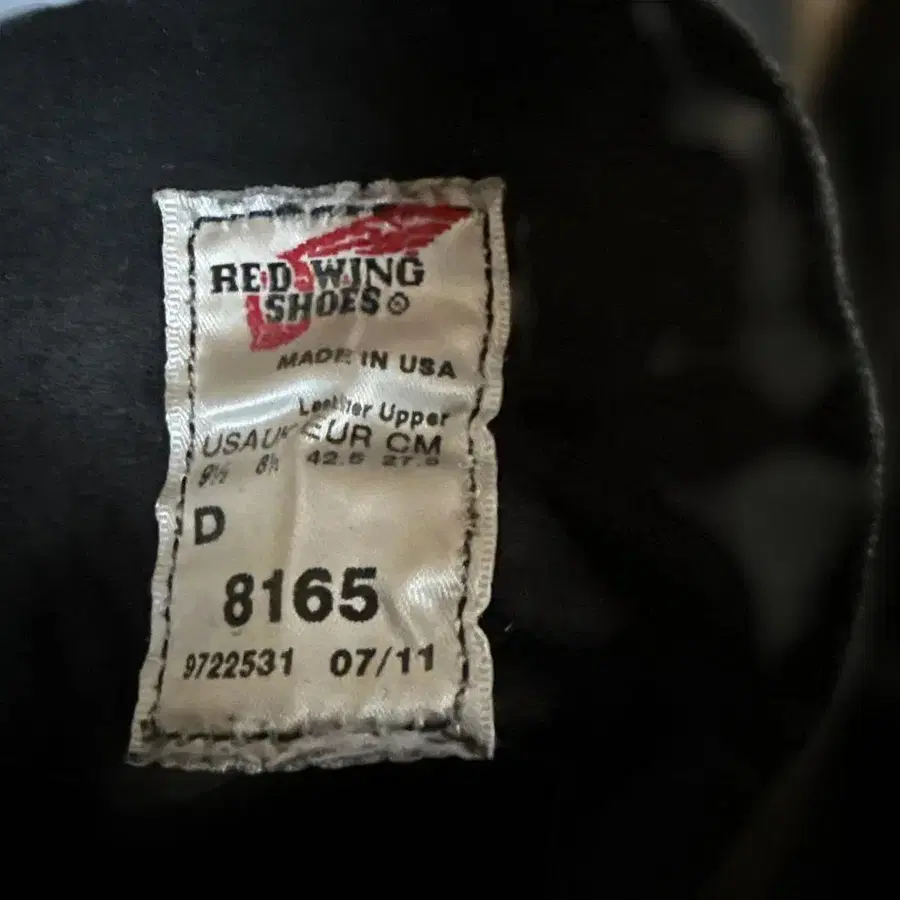 RED WING
SHOES ®
MADE IN USA
Leather Upper
USA UK EUR CM
9½ 8½ 42.5 27.5
D
8165
9722531 07/11